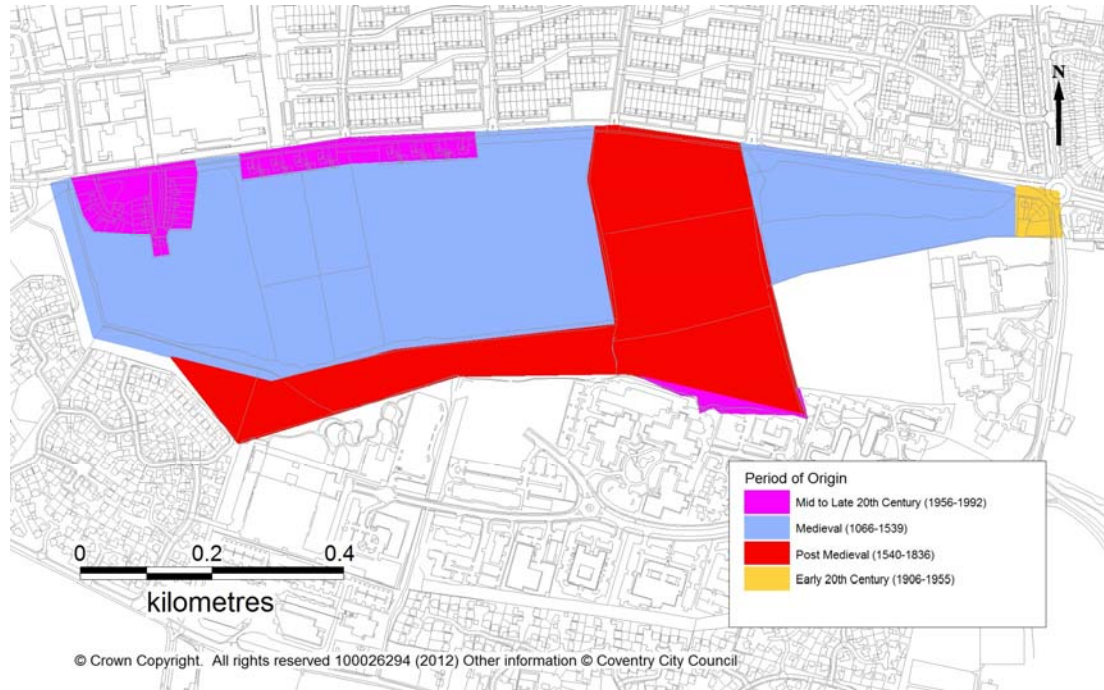 N
Period of Origin
Mid to Late 20th Century (1956-1992)
Medieval (1066-1539)
Post Medieval (1540-1836)
Early 20th Century (1906-1955)
0 0.2 0.4
kilometres
© Crown Copyright. All rights reserved 100026294 (2012) Other information © Coventry City Council